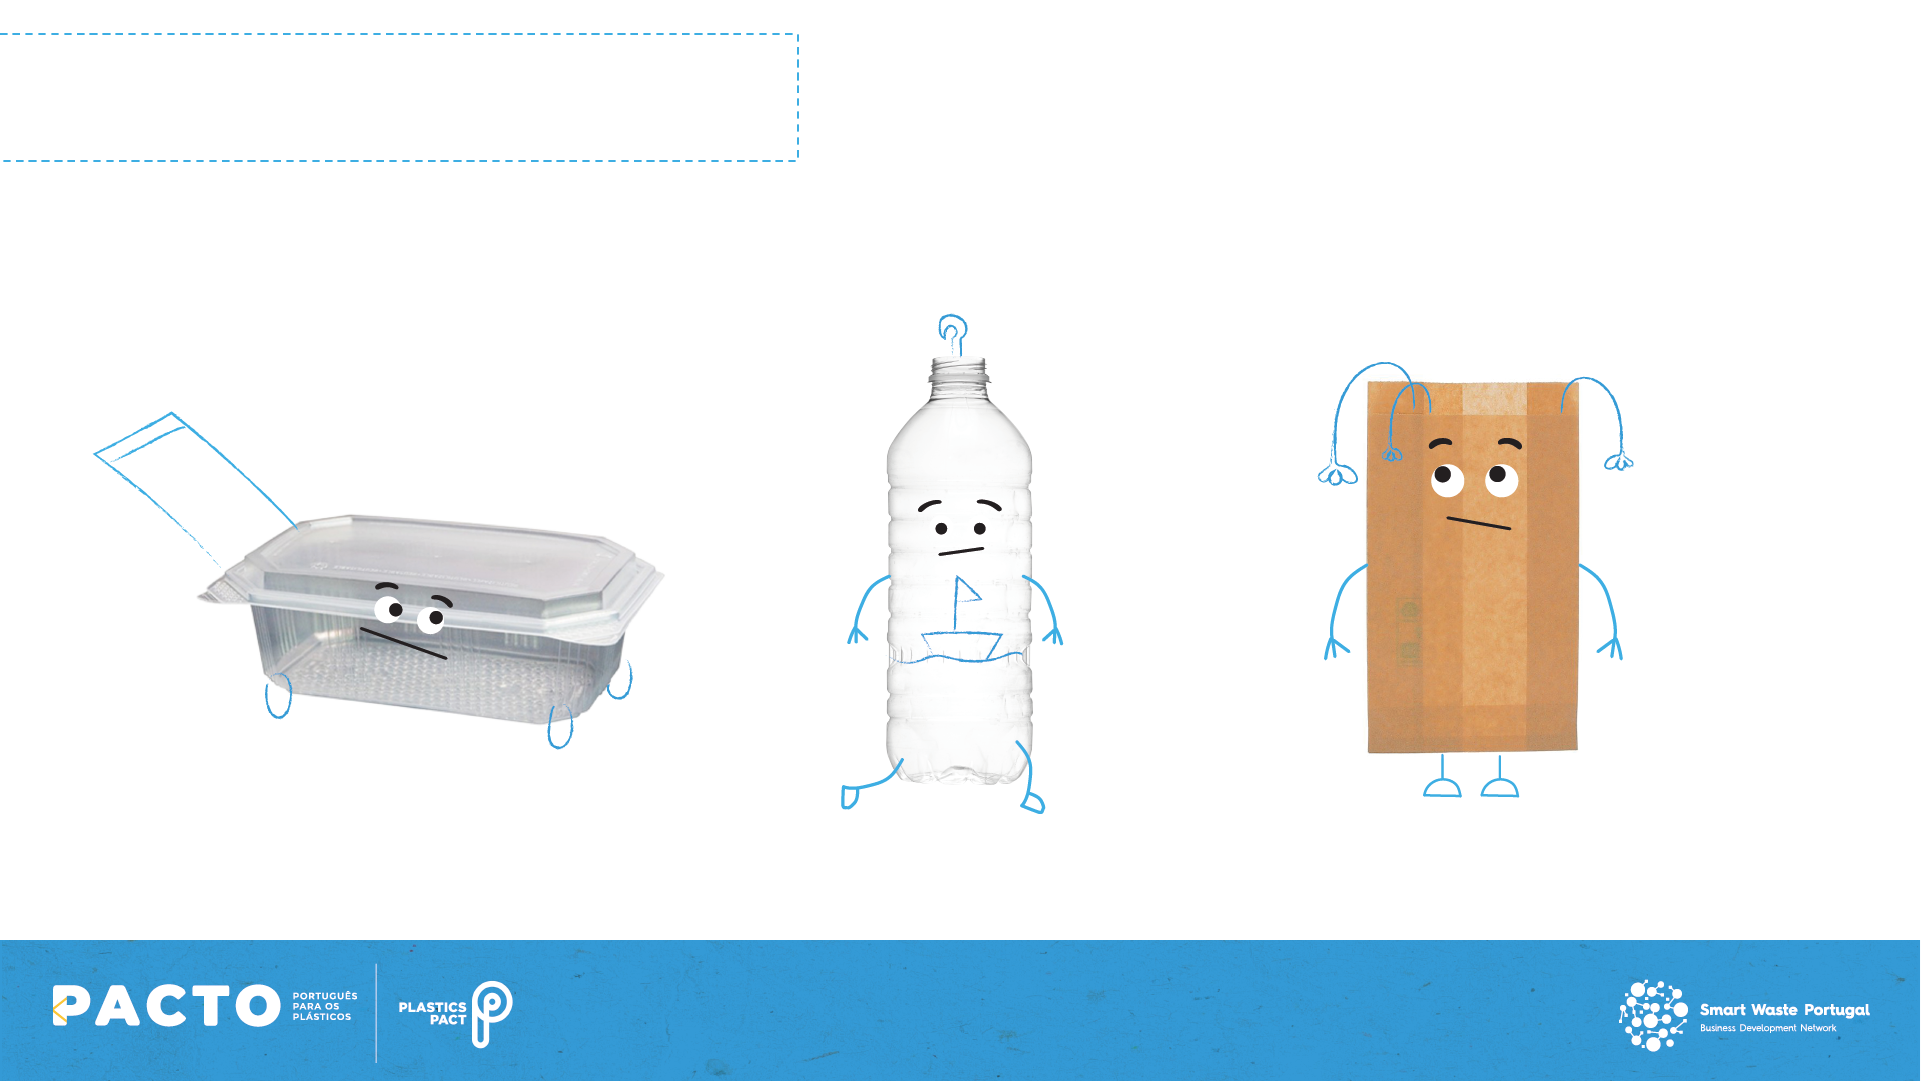 PACTO
PORTUGUÊS
PARA OS
PLÁSTICOS
PLASTICS
PACT
Smart Waste Portugal
Business Development Network